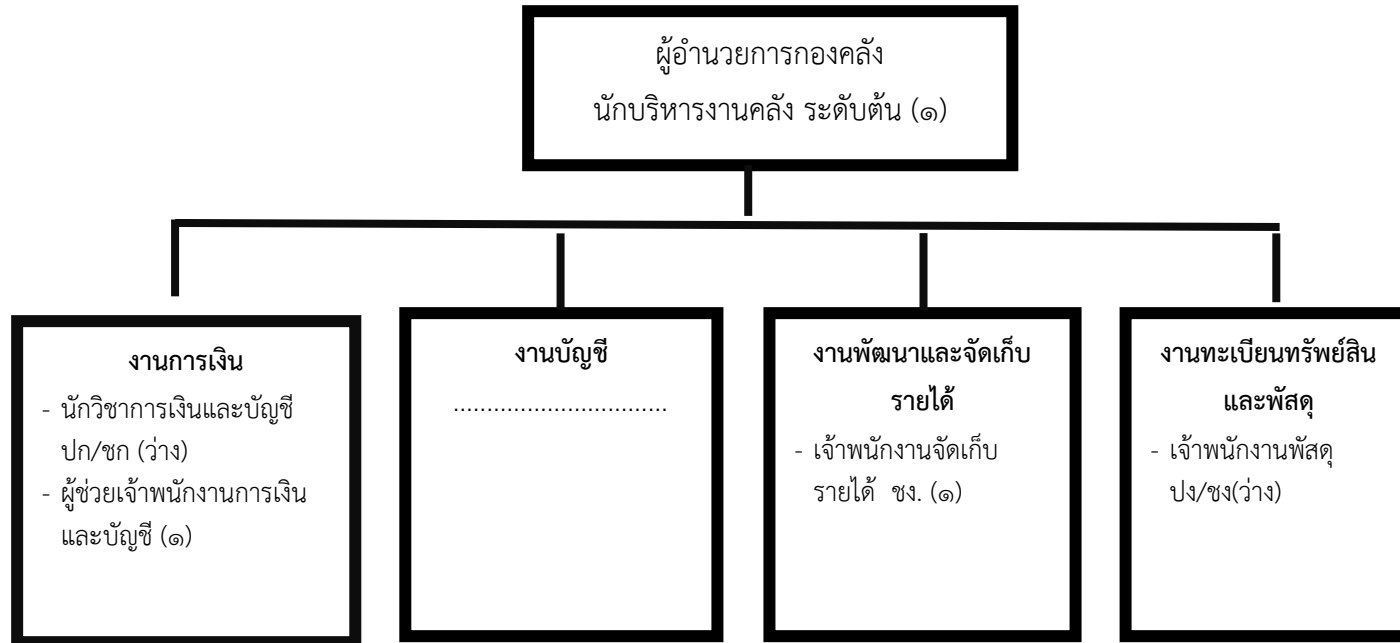 ผู้อำนวยการกองคลัง
นักบริหารงานคลัง ระดับต้น (๑)
งานการเงิน
- นักวิชาการเงินและบัญชี
ปก/ชก (ว่าง)
- ผู้ช่วยเจ้าพนักงานการเงิน
และบัญชี (๑)
งานบัญชี
................................
งานพัฒนาและจัดเก็บ
รายได้
- เจ้าพนักงานจัดเก็บ
รายได้ ชง. (๑)
งานทะเบียนทรัพย์สิน
และพัสดุ
- เจ้าพนักงานพัสดุ
ปง/ชง(ว่าง)